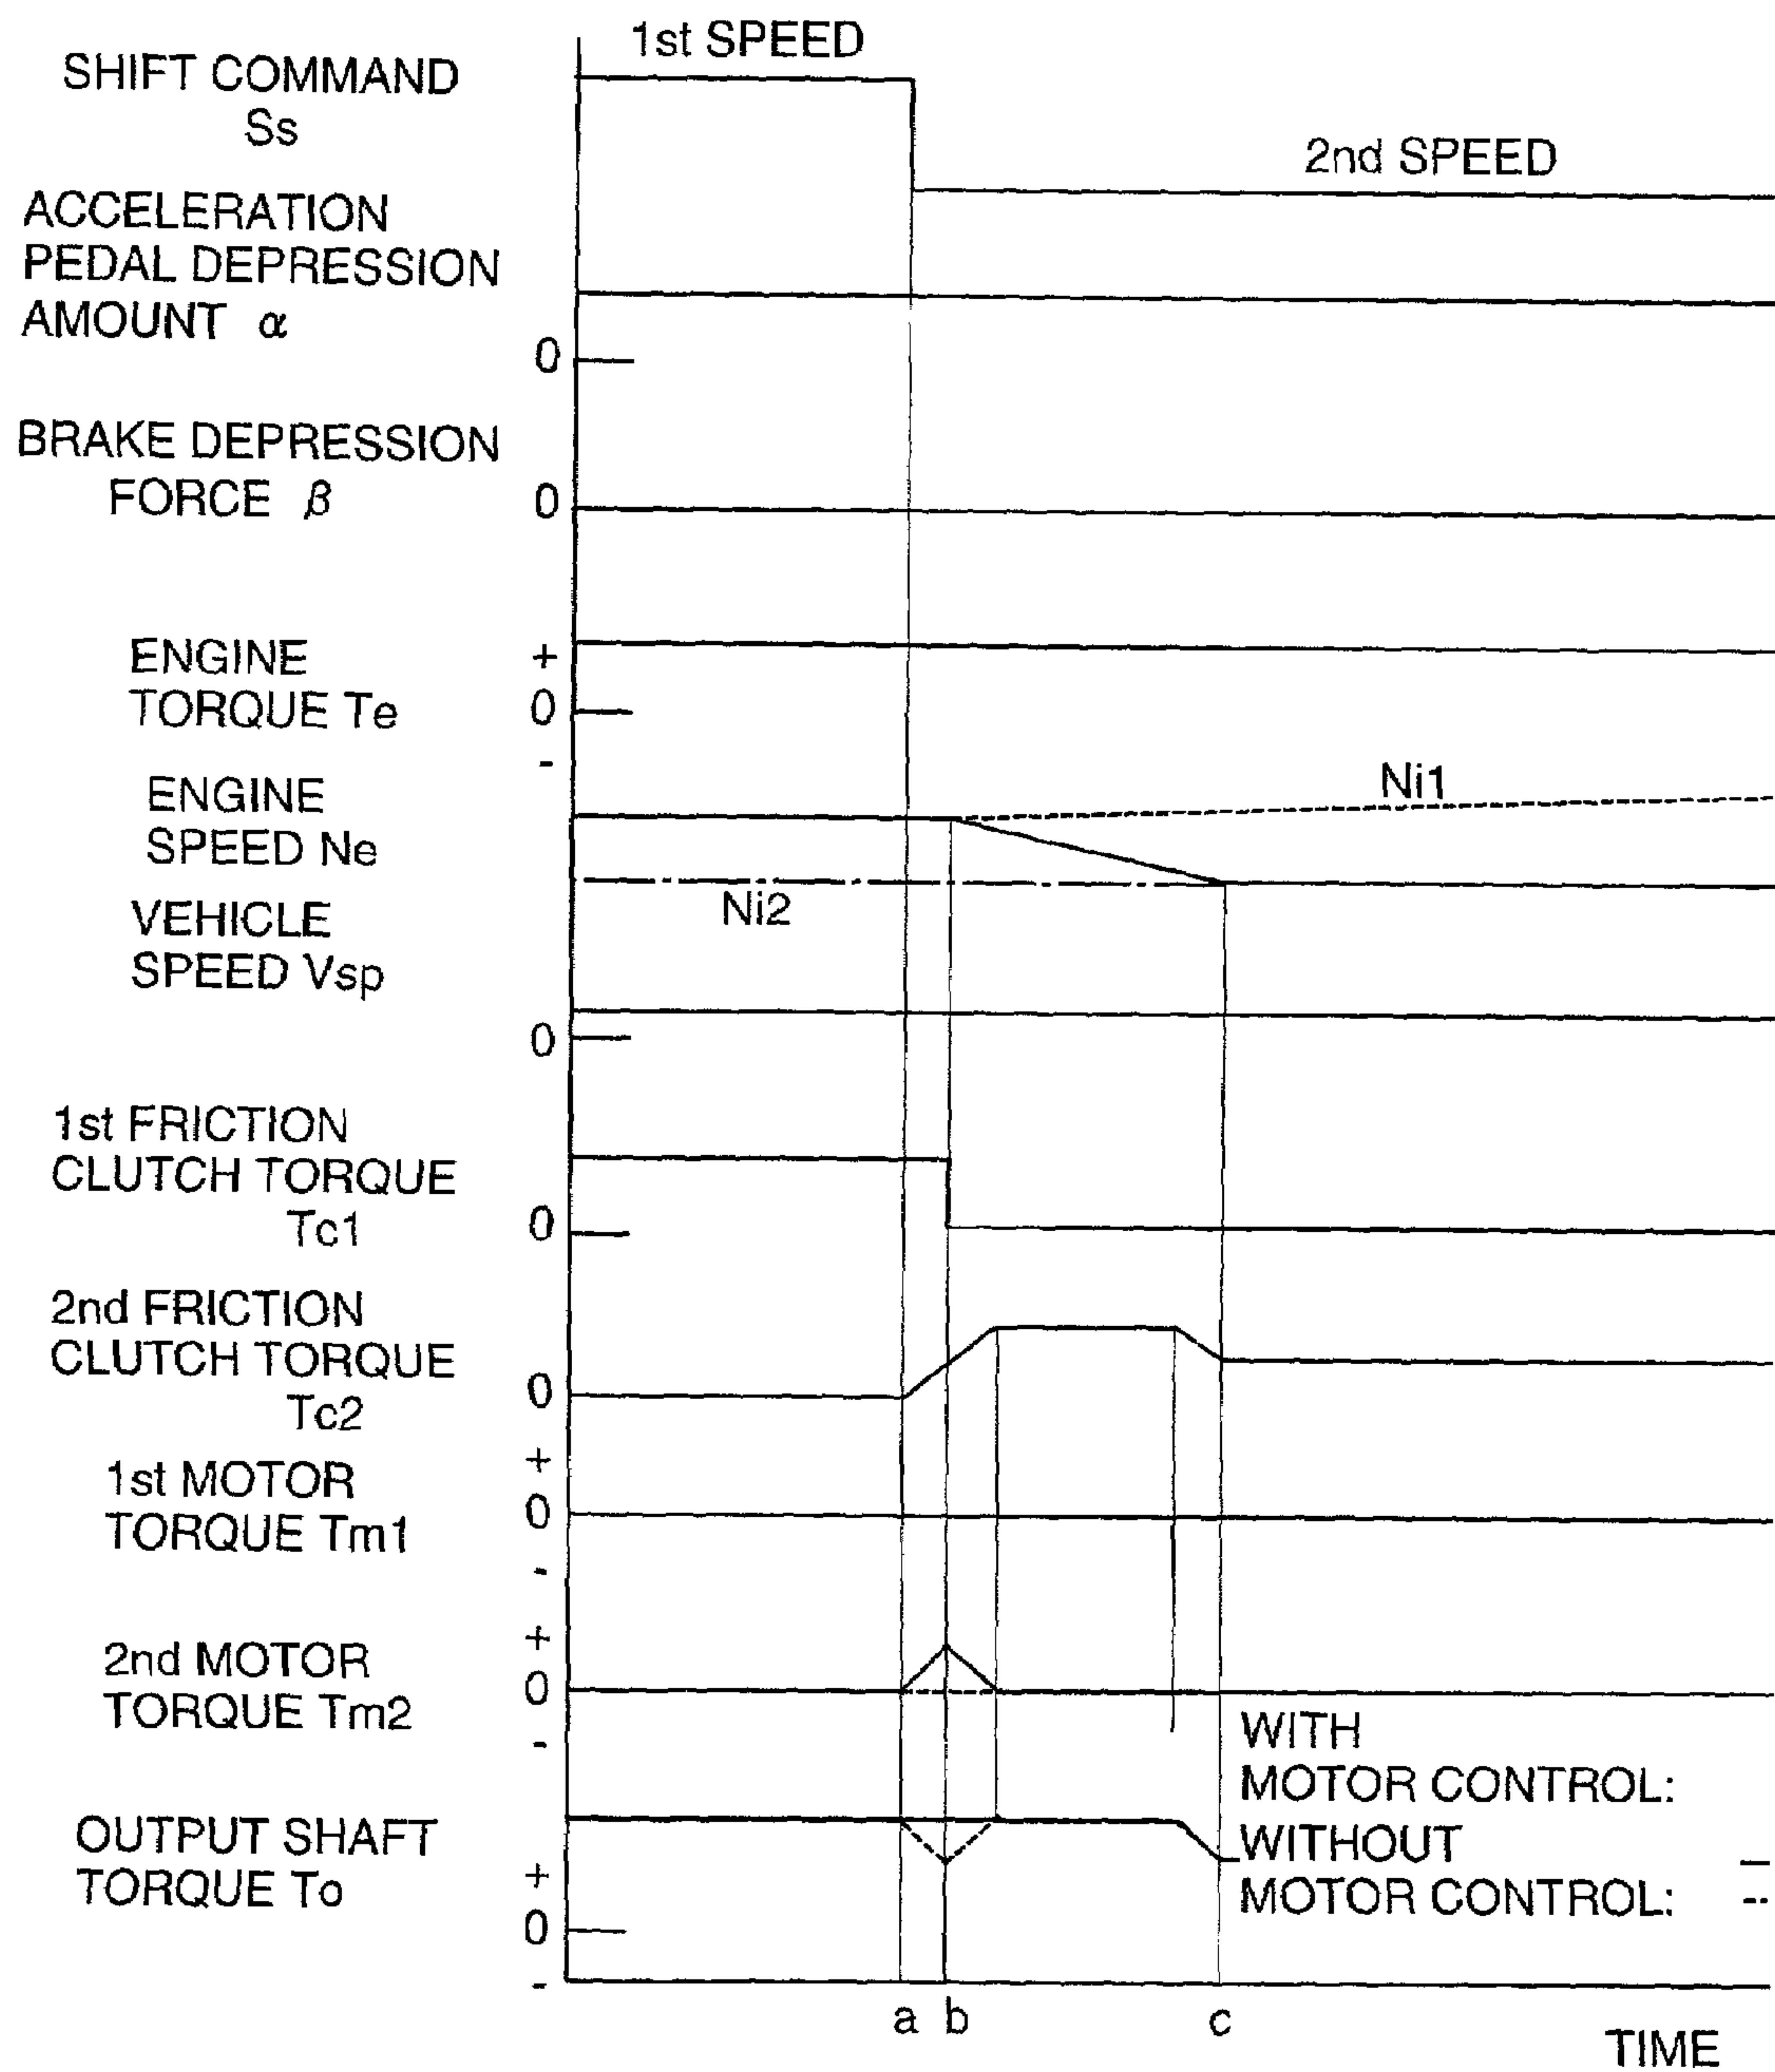 1st SPEED
SHIFT COMMAND
Ss
2nd SPEED
ACCELERATION
PEDAL DEPRESSION
AMOUNT α
0
BRAKE DEPRESSION
FORCE β
0
ENGINE
TORQUE Te
+
0
-
ENGINE
SPEED Ne
Ni1
Ni2
VEHICLE
SPEED Vsp
0
1st FRICTION
CLUTCH TORQUE
Tc1
0
2nd FRICTION
CLUTCH TORQUE
Tc2
0
1st MOTOR
TORQUE Tm1
+
0
-
2nd MOTOR
TORQUE Tm2
+
0
-
WITH
MOTOR CONTROL:
WITHOUT
MOTOR CONTROL:
OUTPUT SHAFT
TORQUE To
+
0
-
a b c
TIME